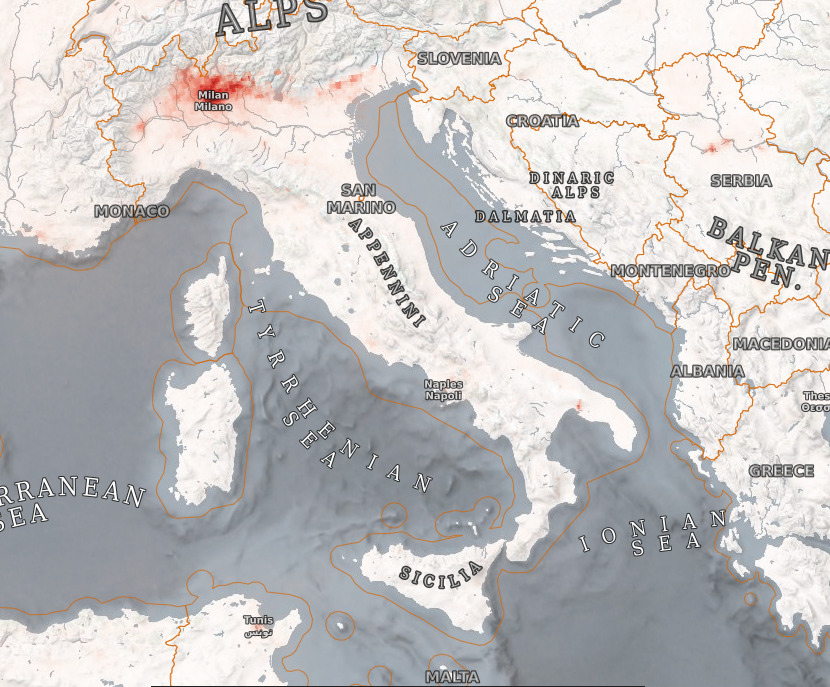 ALPS
SLOVENIA
Milan
Milano
CROATIA
DINARIC
ALPS
SERBIA
SAN
MARINO
MONACO
DALMATIA
BALKAN
PEN.
APPENNINI
ADRIATIC
SEA
MONTENEGRO
TYRRHENIAN
SEA
MACEDONIA
ALBANIA
Naples
Napoli
Thes
Θεσσ
GREECE
RRANEAN
SEA
IONIAN
SEA
SICILIA
Tunis
تونس
MALTA